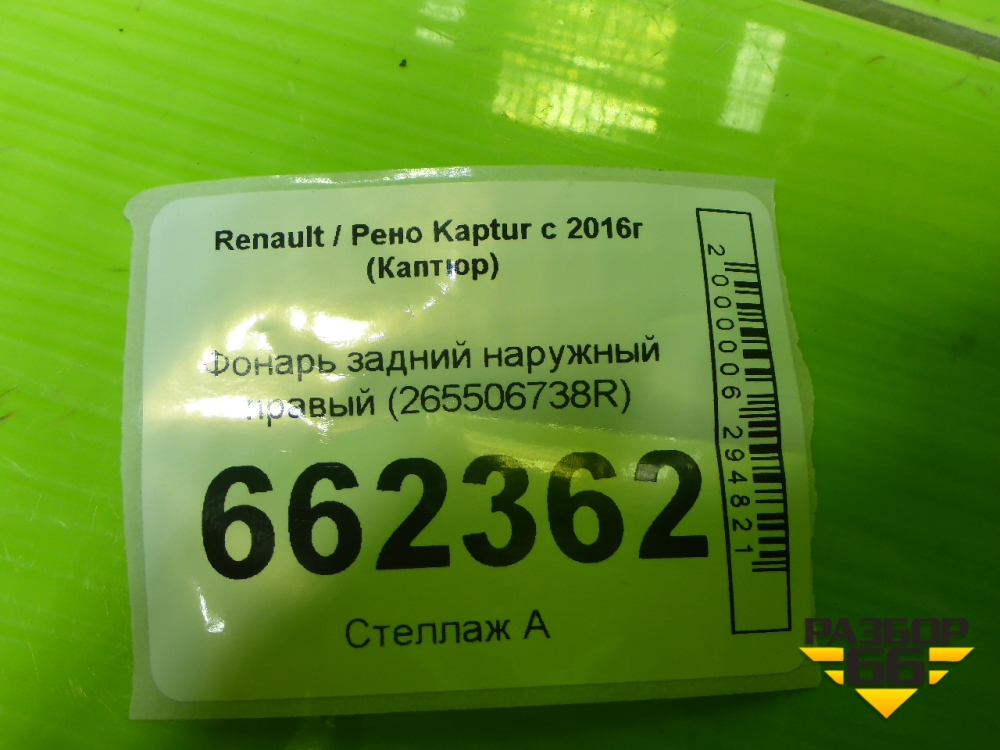 Renault / Рено Kaptur с 2016г
(Каптюр)
Фонарь задний наружный
правый (265506738R)
662362
Стеллаж А
2000006294821
РАЗБОР
66